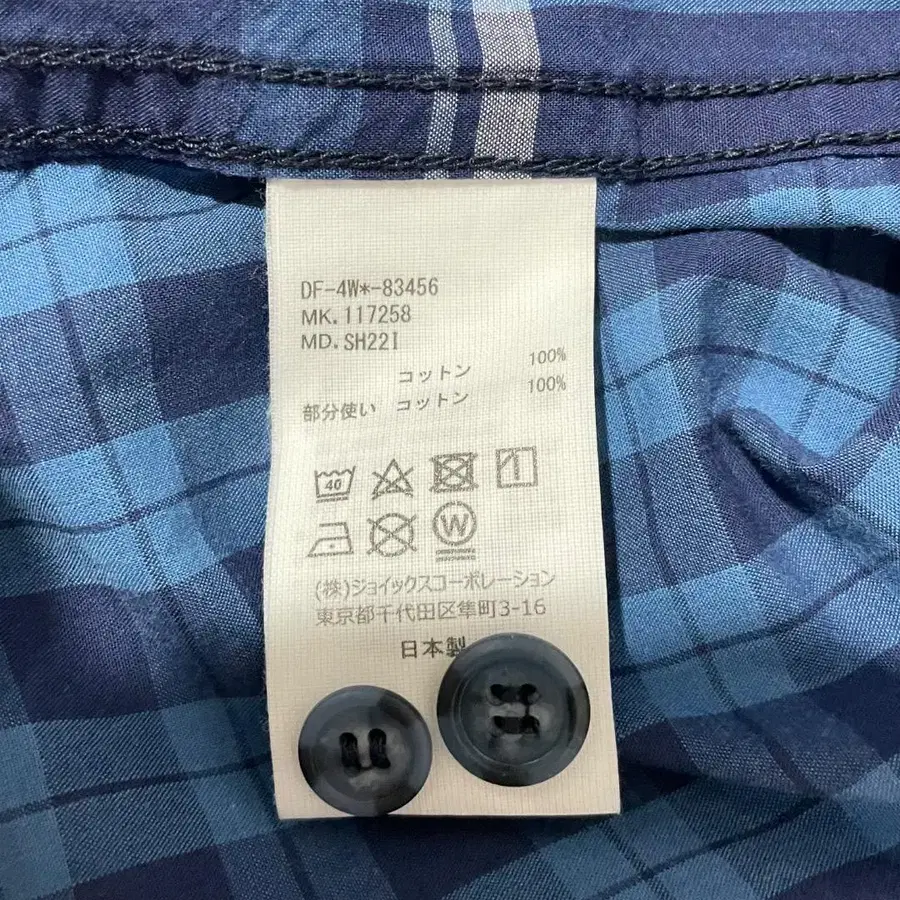 DF-4W*-83456
MK.117258
MD.SH22I
コットン 100%
部分使い コットン 100%
40
W
(株)ジョイックスコーポレーション
東京都千代田区隼町3-16
日本製